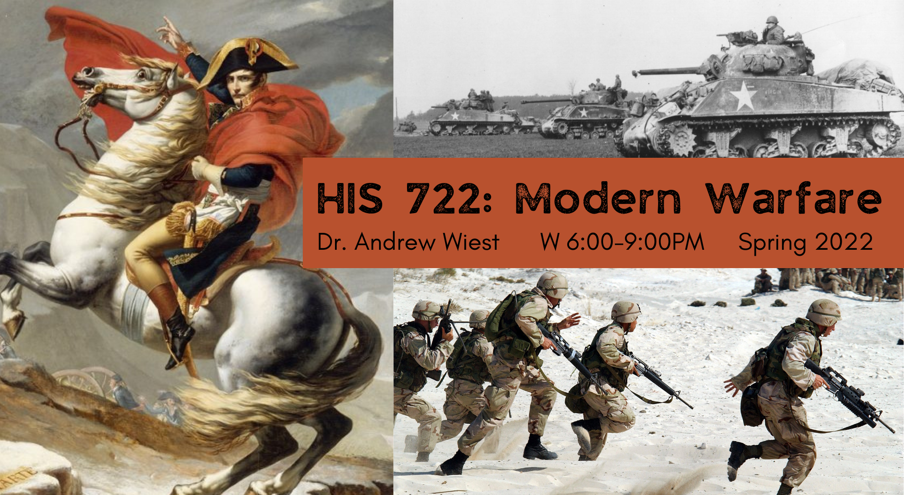 HIS 722: Modern Warfare
Dr. Andrew Wiest W 6:00-9:00PM Spring 2022